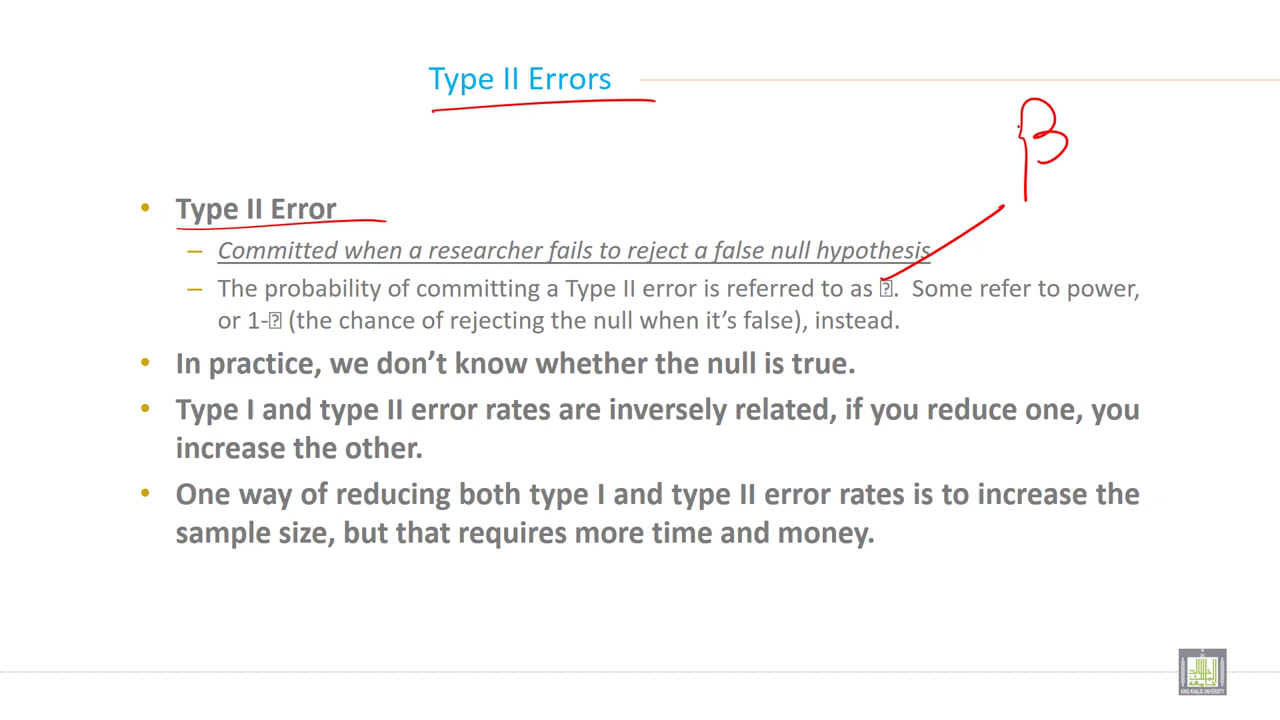 Type II Errors
β
• Type II Error
– Committed when a researcher fails to reject a false null hypothesis
– The probability of committing a Type II error is referred to as ⍰. Some refer to power,
or 1-⍰ (the chance of rejecting the null when it’s false), instead.
• In practice, we don’t know whether the null is true.
• Type I and type II error rates are inversely related, if you reduce one, you
increase the other.
• One way of reducing both type I and type II error rates is to increase the
sample size, but that requires more time and money.
KING KHALID UNIVERSITY